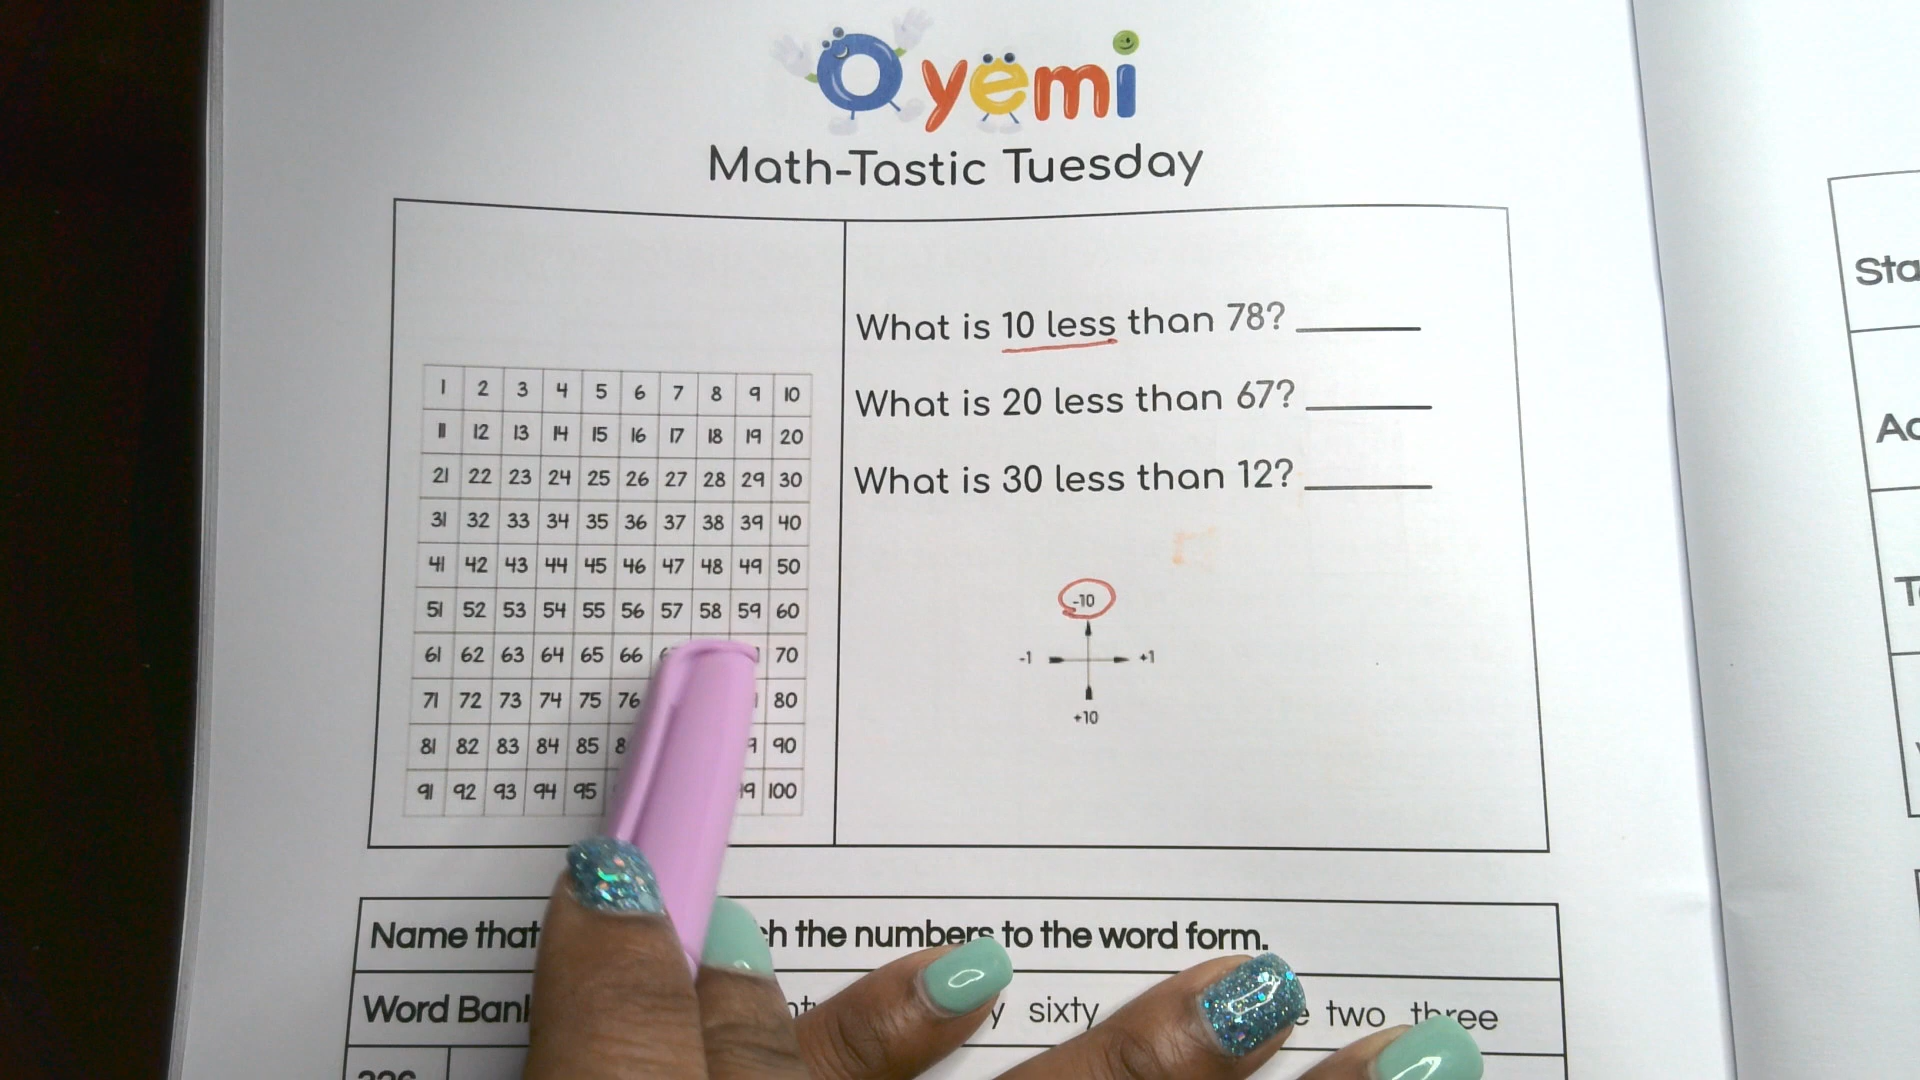 Oyemi
Math-Tastic Tuesday
What is 10 less than 78?
What is 20 less than 67?
What is 30 less than 12?
1 2 3 4 5 6 7 8 9 10
11 12 13 14 15 16 17 18 19 20
21 22 23 24 25 26 27 28 29 30
31 32 33 34 35 36 37 38 39 40
41 42 43 44 45 46 47 48 49 50
51 52 53 54 55 56 57 58 59 60
61 62 63 64 65 66 70
71 72 73 74 75 76 80
81 82 83 84 85 90
91 92 93 94 95 100
-10
-1 +1
+10
Name that the numbers to the word form.
Word Bank sixty two three